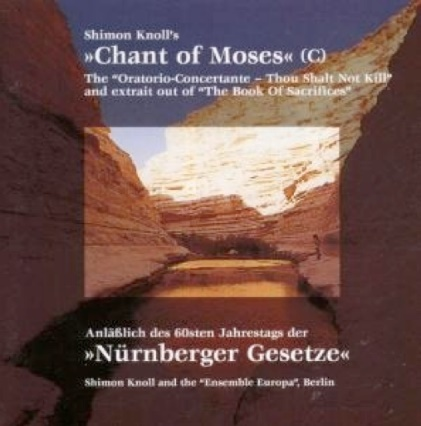 Shimon Knoll's
»Chant of Moses« (C)
The "Oratorio-Concertante – Thou Shalt Not Kill"
and extrait out of "The Book Of Sacrifices"
Anläßlich des 60sten Jahrestags der
»Nürnberger Gesetze«
Shimon Knoll and the "Ensemble Europa", Berlin